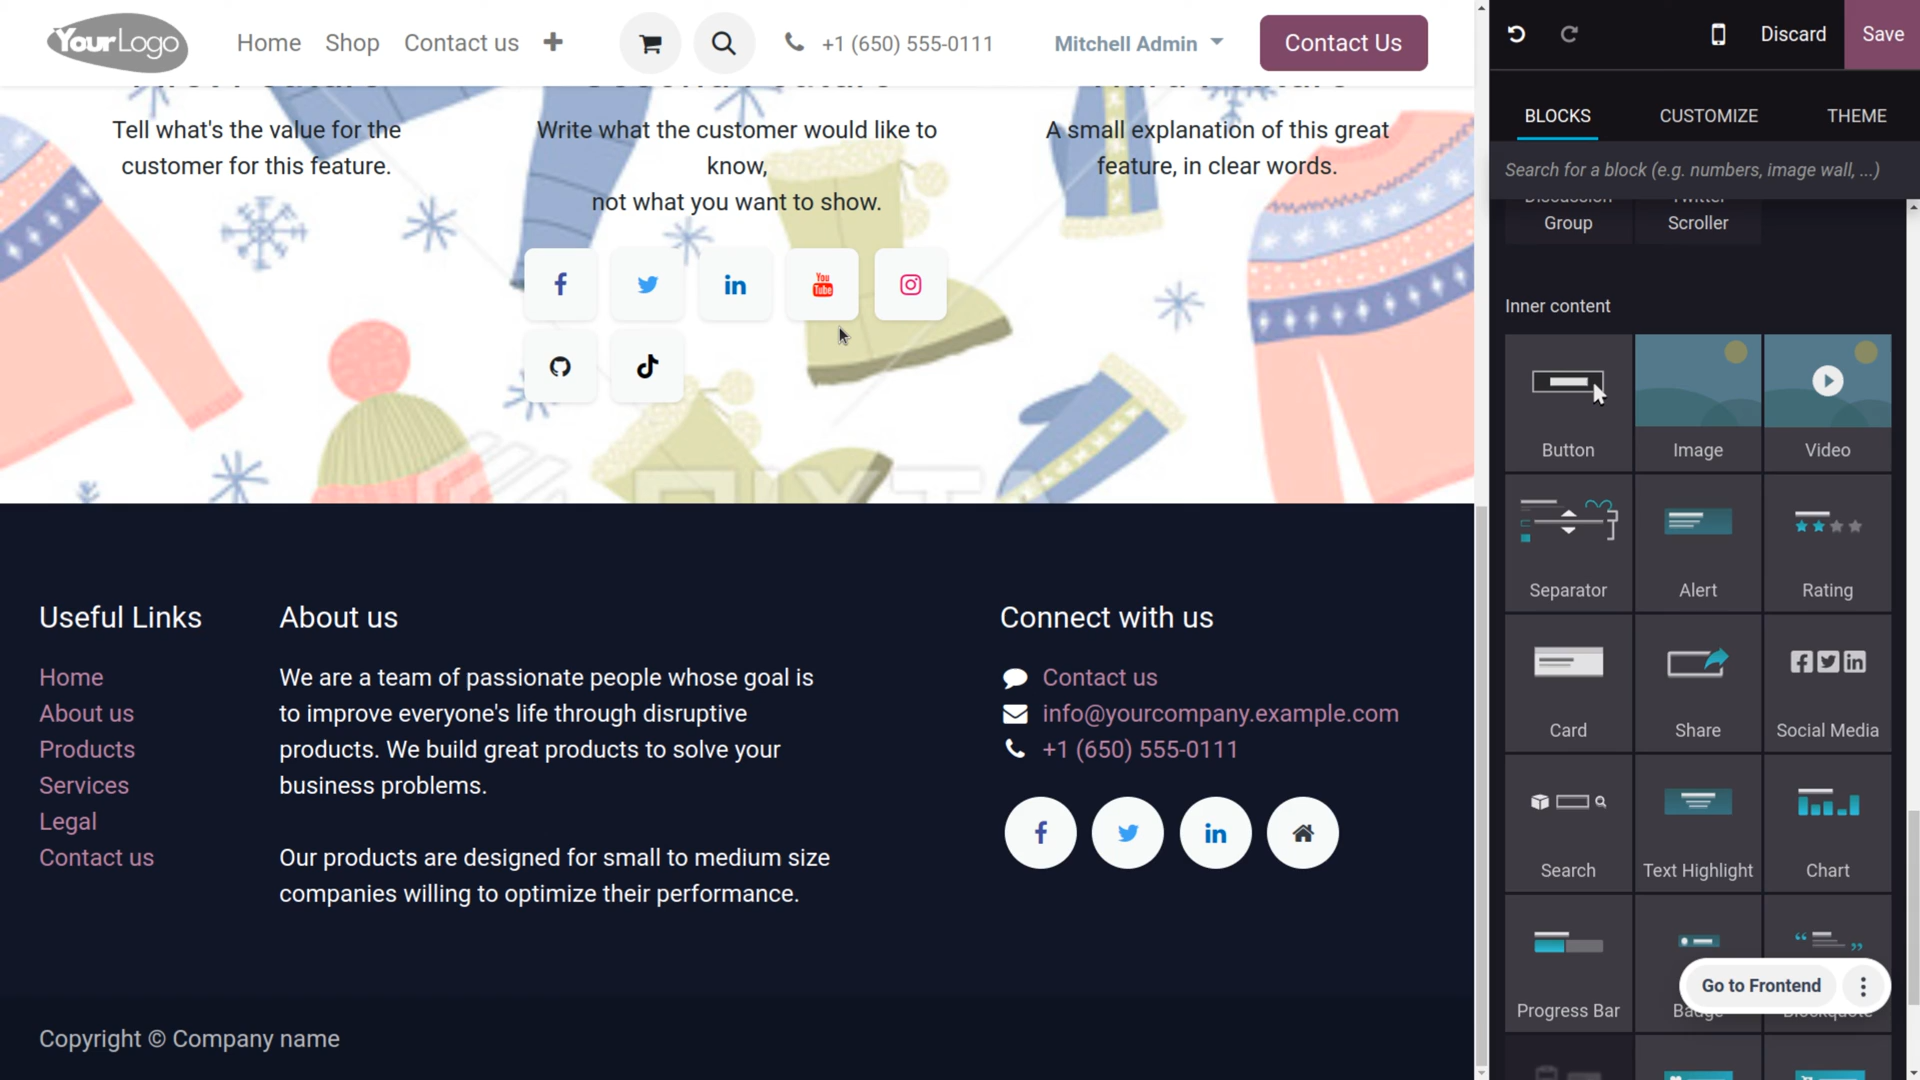 YourLogo
Home
Shop
Contact us
+1 (650) 555-0111
Mitchell Admin
Contact Us
Tell what's the value for the
customer for this feature.
Write what the customer would like to
know,
not what you want to show.
A small explanation of this great
feature, in clear words.
You
Tube
Useful Links
Home
About us
Products
Services
Legal
Contact us
About us
We are a team of passionate people whose goal is
to improve everyone's life through disruptive
products. We build great products to solve your
business problems.
Our products are designed for small to medium size
companies willing to optimize their performance.
Connect with us
Contact us
info@yourcompany.example.com
+1 (650) 555-0111
Copyright © Company name
Discard
Save
BLOCKS
CUSTOMIZE
THEME
Search for a block (e.g. numbers, image wall, ...)
Discussion
Group
Twitter
Scroller
Inner content
Button
Image
Video
Separator
Alert
Rating
Card
Share
Social Media
Search
Text Highlight
Chart
Progress Bar
Badge
Blockquote
Go to Frontend